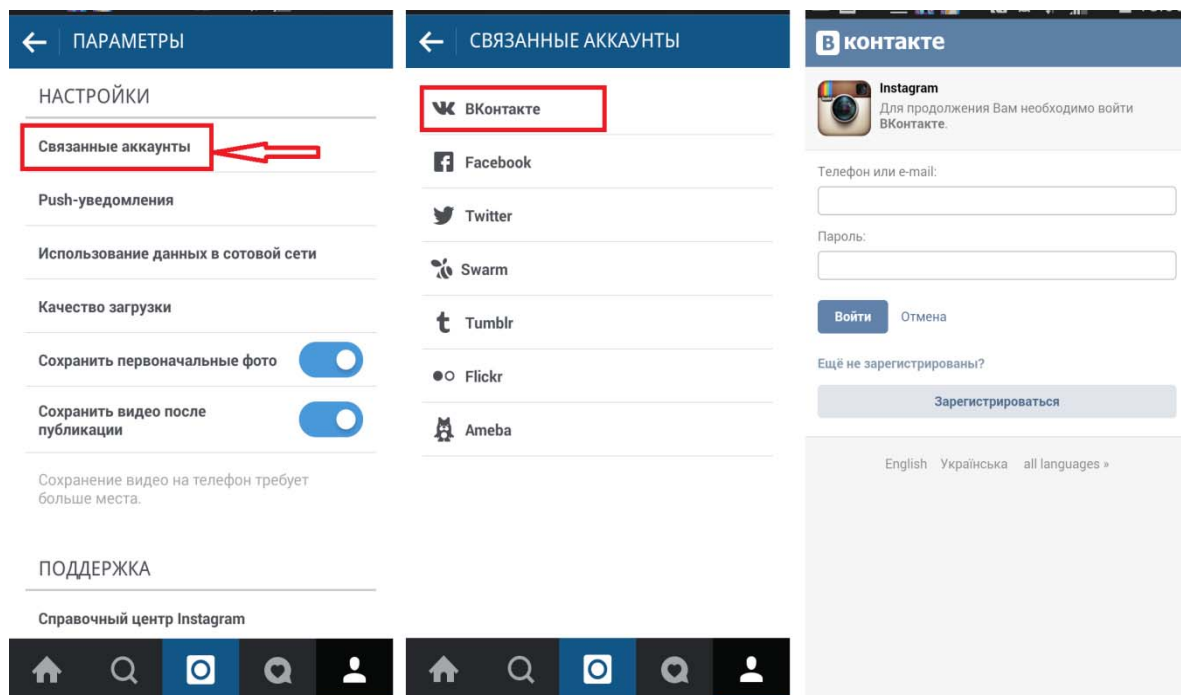 ПАРАМЕТРЫ
НАСТРОЙКИ
Связанные аккаунты
Push-уведомления
Использование данных в сотовой сети
Качество загрузки
Сохранить первоначальные фото
Сохранить видео после
публикации
Сохранение видео на телефон требует
больше места.
ПОДДЕРЖКА
Справочный центр Instagram
СВЯЗАННЫЕ АККАУНТЫ
ВКонтакте
Facebook
Twitter
Swarm
Tumblr
Flickr
Ameba
В контакте
Instagram
Для продолжения Вам необходимо войти
ВКонтакте.
Телефон или e-mail:
Пароль:
Войти Отмена
Ещё не зарегистрированы?
Зарегистрироваться
English Українська all languages »